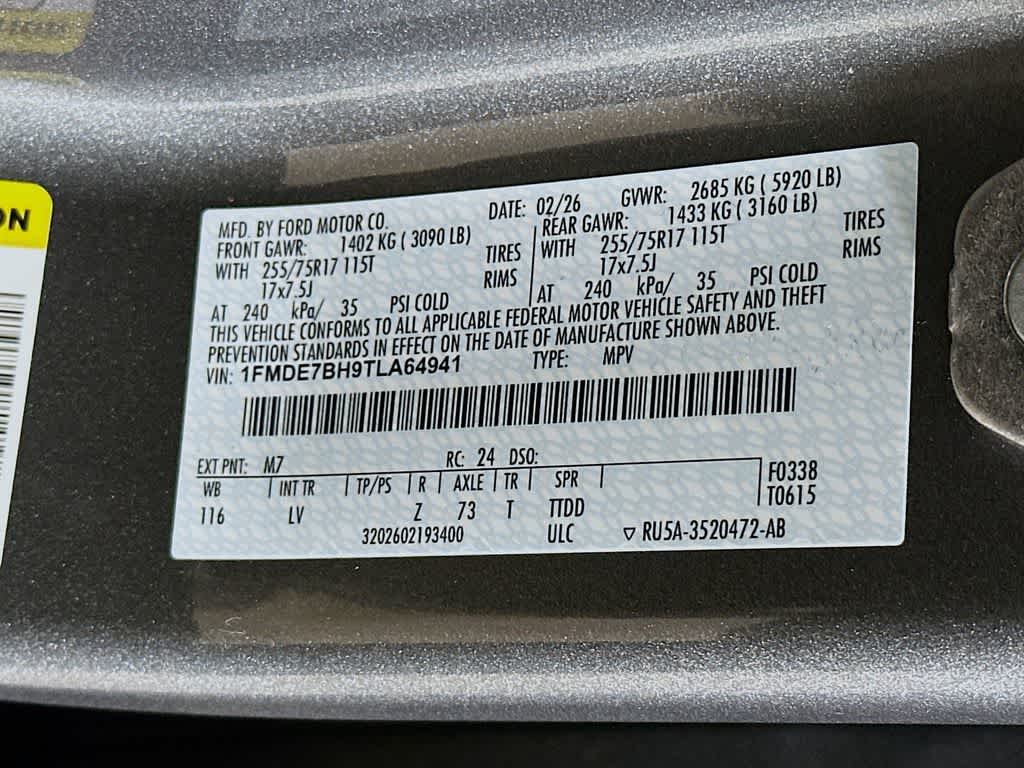 ON
MFD. BY FORD MOTOR CO. DATE: 02/26 GVWR: 2685 KG ( 5920 LB)
FRONT GAWR: 1402 KG ( 3090 LB) REAR GAWR: 1433 KG ( 3160 LB)
WITH 255/75R17 115T TIRES WITH 255/75R17 115T TIRES
17x7.5J RIMS 17x7.5J RIMS
AT 240 kPa/ 35 PSI COLD AT 240 kPa/ 35 PSI COLD
THIS VEHICLE CONFORMS TO ALL APPLICABLE FEDERAL MOTOR VEHICLE SAFETY AND THEFT
PREVENTION STANDARDS IN EFFECT ON THE DATE OF MANUFACTURE SHOWN ABOVE.
VIN: 1FMDE7BH9TLA64941 TYPE: MPV
EXT PNT: M7 RC: 24 DSO:
WB INT TR TP/PS R AXLE TR SPR F0338
116 LV Z 73 T TTDD T0615
3202602193400 ULC ▽ RU5A-3520472-AB